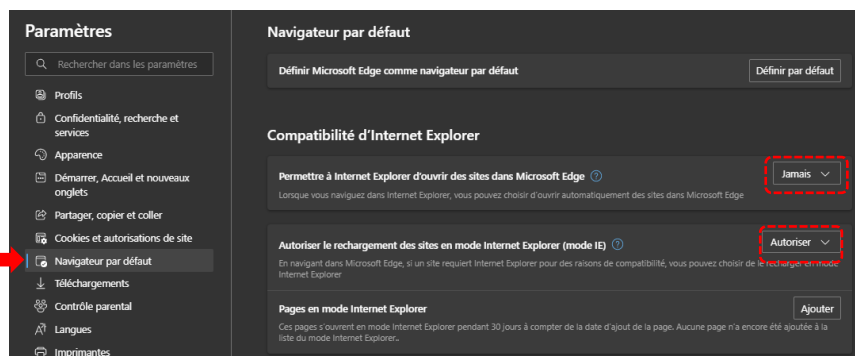 Paramètres
Rechercher dans les paramètres
Profils
Confidentialité, recherche et
services
Apparence
Démarrer, Accueil et nouveaux
onglets
Partager, copier et coller
Cookies et autorisations de site
Navigateur par défaut
Téléchargements
Contrôle parental
Langues
Imprimantes
Navigateur par défaut
Définir Microsoft Edge comme navigateur par défaut
Définir par défaut
Compatibilité d'Internet Explorer
Permettre à Internet Explorer d'ouvrir des sites dans Microsoft Edge
Jamais
Lorsque vous naviguez dans Internet Explorer, vous pouvez choisir d'ouvrir automatiquement des sites dans Microsoft Edge
Autoriser le rechargement des sites en mode Internet Explorer (mode IE)
Autoriser
En navigant dans Microsoft Edge, si un site requiert Internet Explorer pour des raisons de compatibilité, vous pouvez choisir de le recharger en mode
Internet Explorer
Pages en mode Internet Explorer
Ajouter
Ces pages s'ouvrent en mode Internet Explorer pendant 30 jours à compter de la date d'ajout de la page. Aucune page n'a encore été ajoutée à la
liste du mode Internet Explorer..